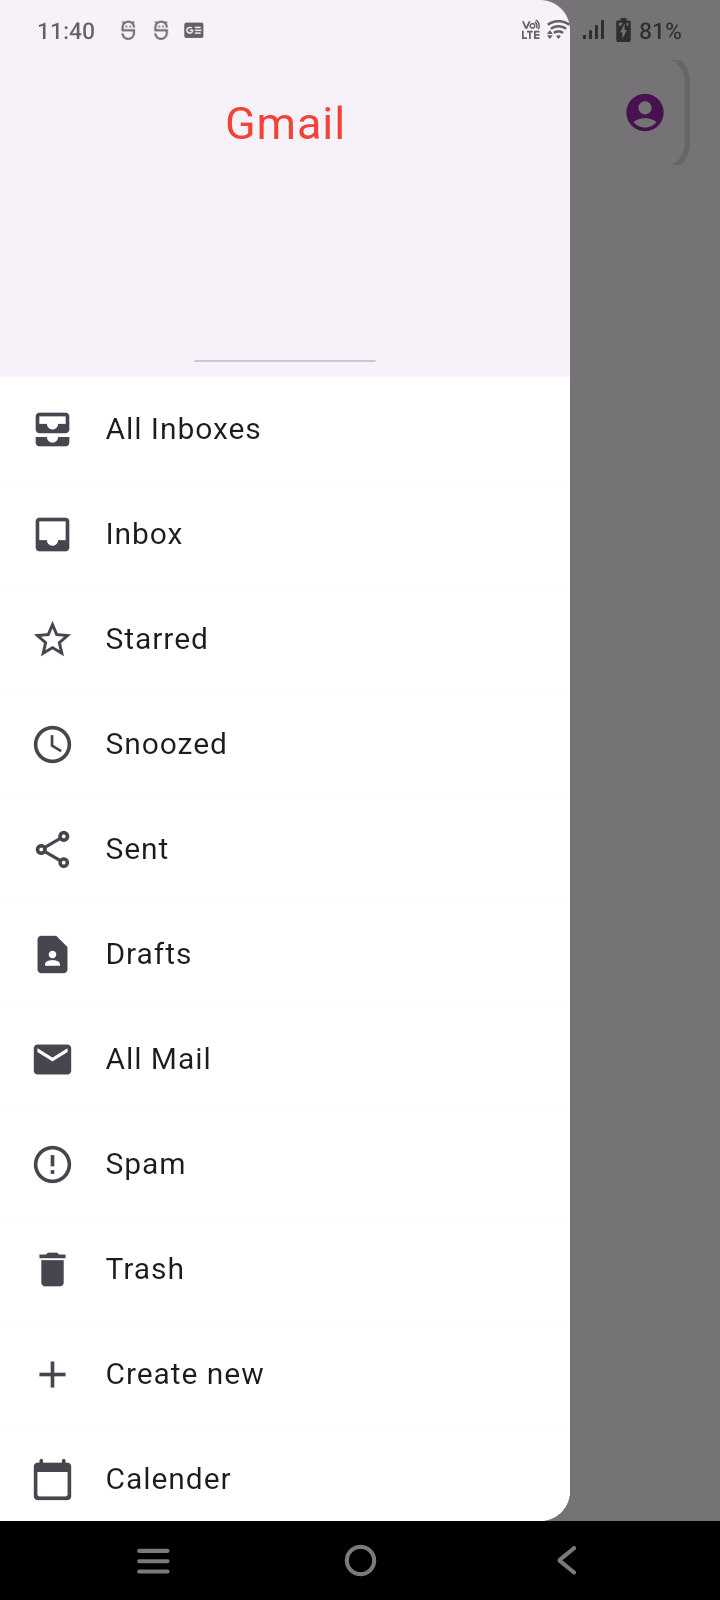 11:40 GE Vo) LTE 81%
Gmail
All Inboxes
Inbox
Starred
Snoozed
Sent
Drafts
All Mail
Spam
Trash
Create new
Calender